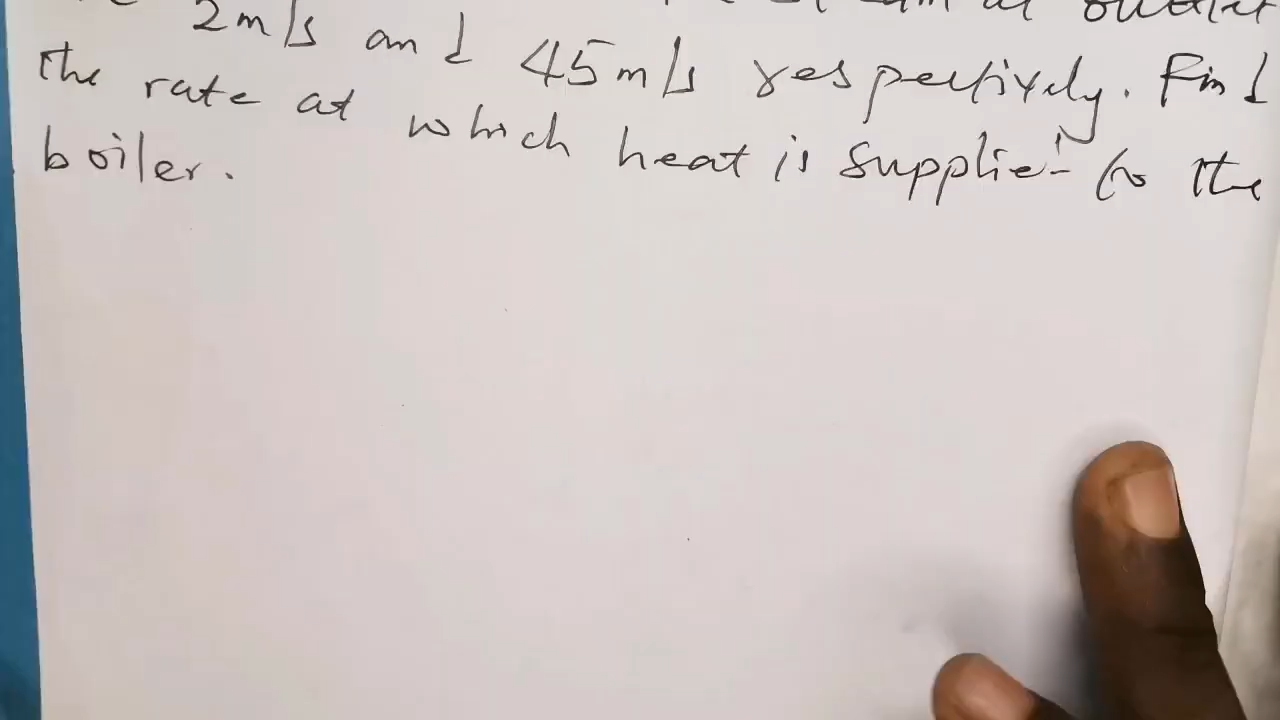 2m/s and 45m/s respectively. Find
the rate at which heat is supplied to the
boiler.